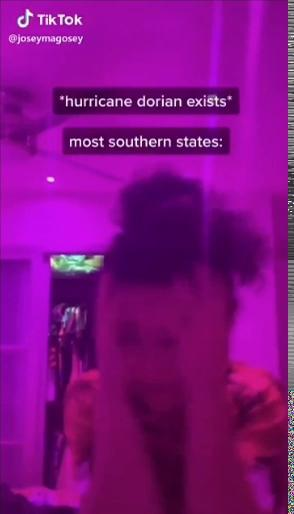 TikTok
@joseymagosey
*hurricane dorian exists*
most southern states: